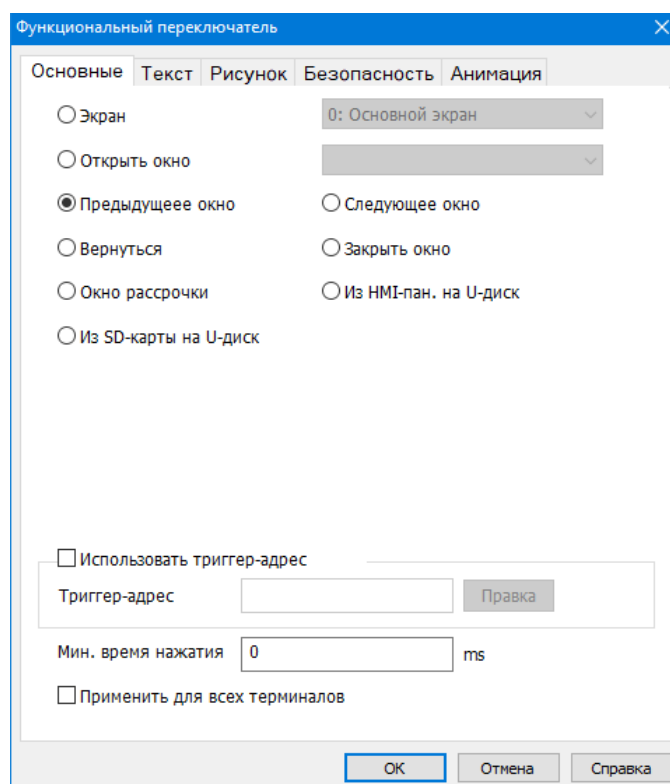 Функциональный переключатель
Основные Текст Рисунок Безопасность Анимация
Экран 0: Основной экран
Открыть окно
Предыдущеее окно Следующее окно
Вернуться Закрыть окно
Окно рассрочки Из HMI-пан. на U-диск
Из SD-карты на U-диск
Использовать триггер-адрес
Триггер-адрес Правка
Мин. время нажатия 0 ms
Применить для всех терминалов
OK Отмена Справка